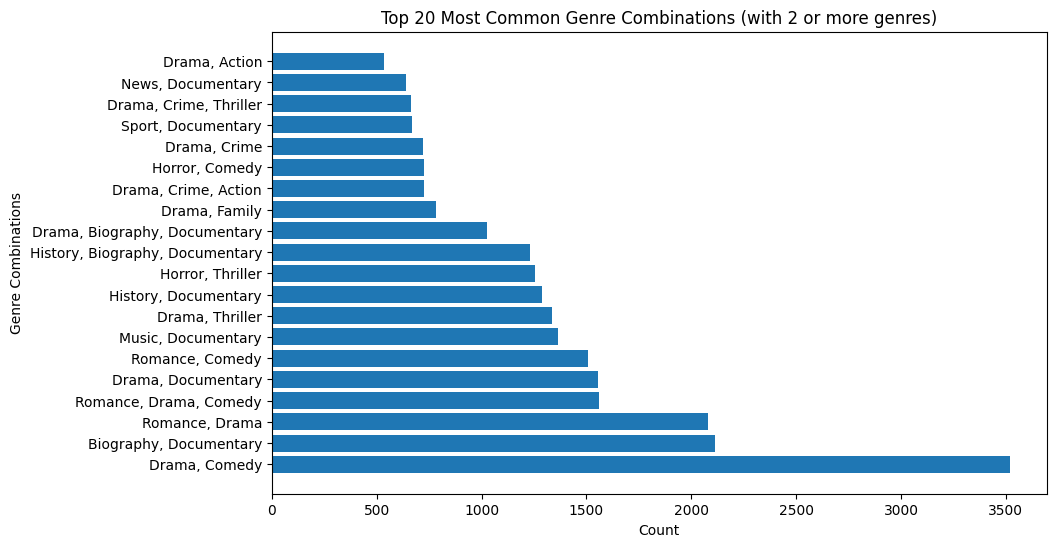 Top 20 Most Common Genre Combinations (with 2 or more genres)
Genre Combinations
Drama, Action
News, Documentary
Drama, Crime, Thriller
Sport, Documentary
Drama, Crime
Horror, Comedy
Drama, Crime, Action
Drama, Family
Drama, Biography, Documentary
History, Biography, Documentary
Horror, Thriller
History, Documentary
Drama, Thriller
Music, Documentary
Romance, Comedy
Drama, Documentary
Romance, Drama, Comedy
Romance, Drama
Biography, Documentary
Drama, Comedy
0 500 1000 1500 2000 2500 3000 3500
Count